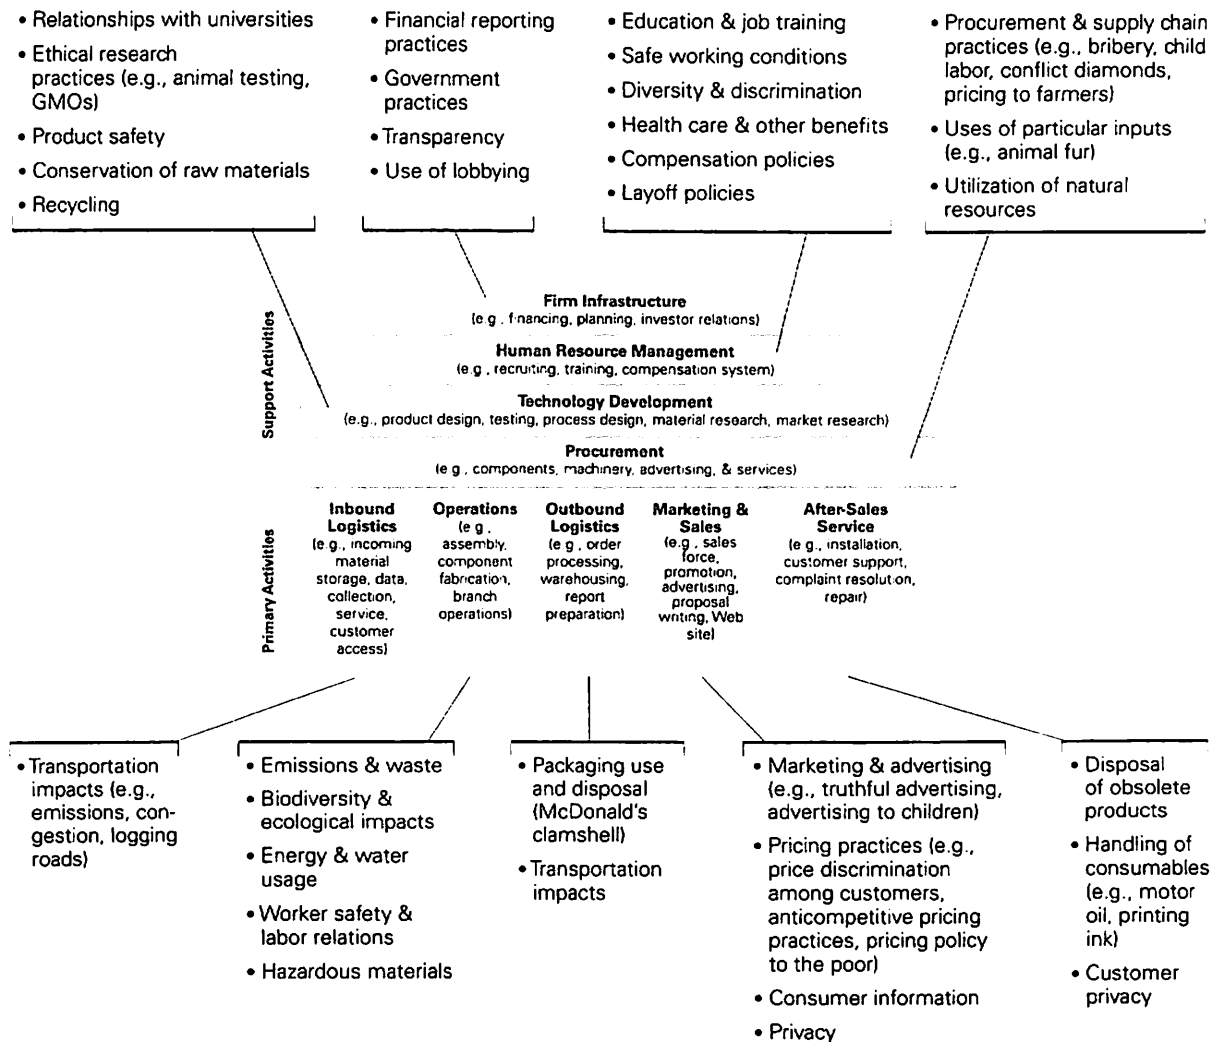 • Relationships with universities
• Ethical research
practices (e.g., animal testing,
GMOs)
• Product safety
• Conservation of raw materials
• Recycling
• Financial reporting
practices
• Government
practices
• Transparency
• Use of lobbying
• Education & job training
• Safe working conditions
• Diversity & discrimination
• Health care & other benefits
• Compensation policies
• Layoff policies
• Procurement & supply chain
practices (e.g., bribery, child
labor, conflict diamonds,
pricing to farmers)
• Uses of particular inputs
(e.g., animal fur)
• Utilization of natural
resources
Support Activities
Firm Infrastructure
(e.g., financing, planning, investor relations)
Human Resource Management
(e.g., recruiting, training, compensation system)
Technology Development
(e.g., product design, testing, process design, material research, market research)
Procurement
(e.g., components, machinery, advertising, & services)
Primary Activities
Inbound
Logistics
(e.g., incoming
material
storage, data,
collection,
service,
customer
access)
Operations
(e.g.,
assembly,
component
fabrication,
branch
operations)
Outbound
Logistics
(e.g., order
processing,
warehousing,
report
preparation)
Marketing &
Sales
(e.g., sales
force,
promotion,
advertising,
proposal
writing, Web
site)
After-Sales
Service
(e.g., installation,
customer support,
complaint resolution,
repair)
• Transportation
impacts (e.g.,
emissions, con-
gestion, logging
roads)
• Emissions & waste
• Biodiversity &
ecological impacts
• Energy & water
usage
• Worker safety &
labor relations
• Hazardous materials
• Packaging use
and disposal
(McDonald's
clamshell)
• Transportation
impacts
• Marketing & advertising
(e.g., truthful advertising,
advertising to children)
• Pricing practices (e.g.,
price discrimination
among customers,
anticompetitive pricing
practices, pricing policy
to the poor)
• Consumer information
• Privacy
• Disposal
of obsolete
products
• Handling of
consumables
(e.g., motor
oil, printing
ink)
• Customer
privacy